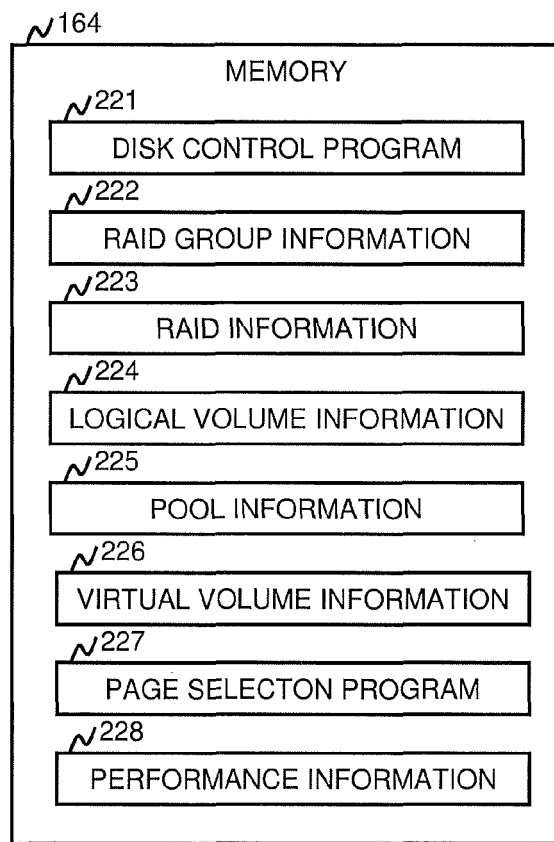 164
MEMORY
221
DISK CONTROL PROGRAM
222
RAID GROUP INFORMATION
223
RAID INFORMATION
224
LOGICAL VOLUME INFORMATION
225
POOL INFORMATION
226
VIRTUAL VOLUME INFORMATION
227
PAGE SELECTON PROGRAM
228
PERFORMANCE INFORMATION